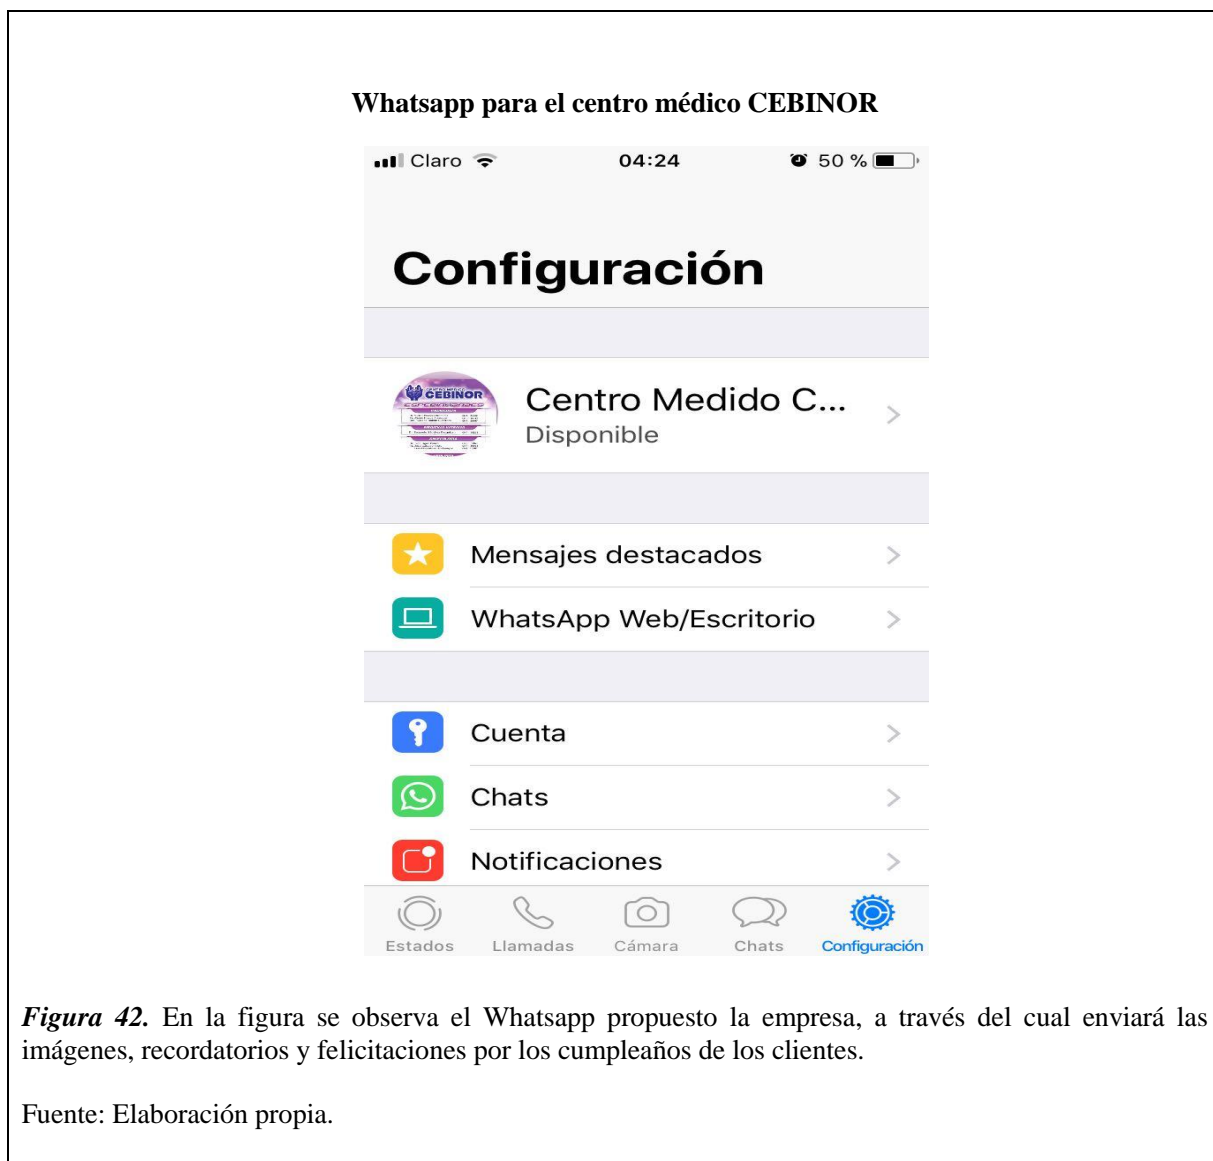 Whatsapp para el centro médico CEBINOR
Claro 04:24 50 %
Configuración
CEBINOR
Centro Medido C...
Disponible
Mensajes destacados
WhatsApp Web/Escritorio
Cuenta
Chats
Notificaciones
Estados Llamadas Cámara Chats Configuración
Figura 42. En la figura se observa el Whatsapp propuesto la empresa, a través del cual enviará las
imágenes, recordatorios y felicitaciones por los cumpleaños de los clientes.
Fuente: Elaboración propia.